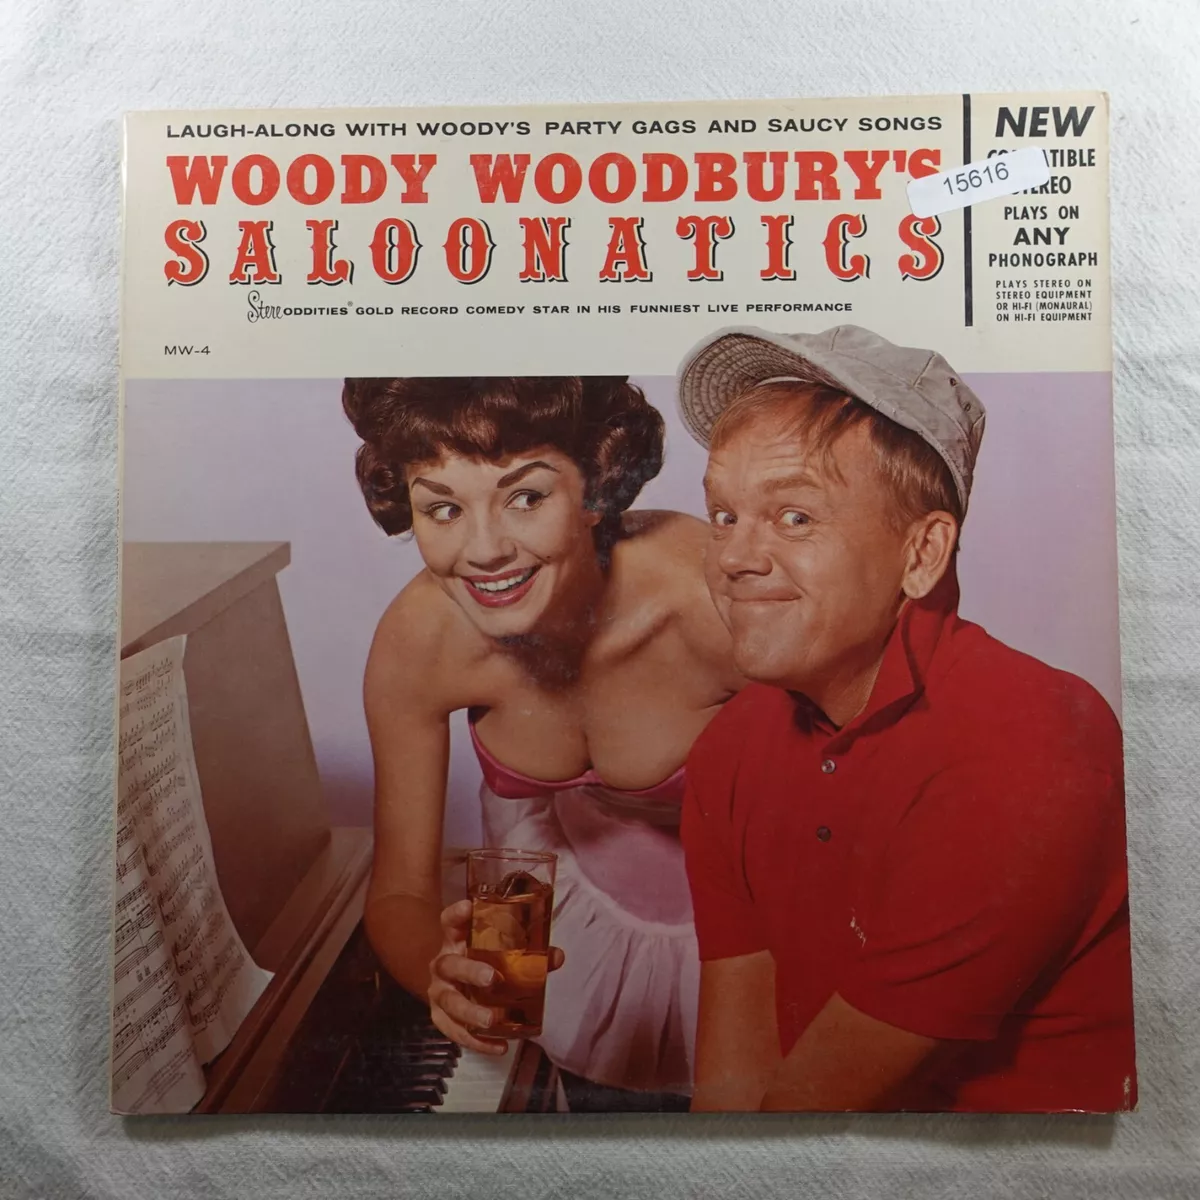 LAUGH-ALONG WITH WOODY'S PARTY GAGS AND SAUCY SONGS
WOODY WOODBURY'S
SALOONATICS
StereODDITIES® GOLD RECORD COMEDY STAR IN HIS FUNNIEST LIVE PERFORMANCE
MW-4
NEW
15616
PLAYS ON
ANY
PHONOGRAPH
PLAYS STEREO ON
STEREO EQUIPMENT
OR HI-FI (MONAURAL)
ON HI-FI EQUIPMENT